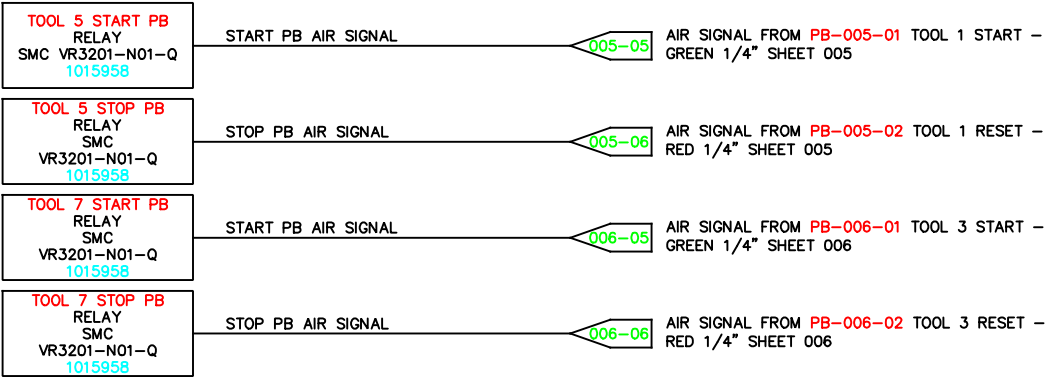 TOOL 5 START PB
RELAY
SMC VR3201-N01-Q
1015958
START PB AIR SIGNAL
005-05
AIR SIGNAL FROM PB-005-01 TOOL 1 START -
GREEN 1/4" SHEET 005
TOOL 5 STOP PB
RELAY
SMC
VR3201-N01-Q
1015958
STOP PB AIR SIGNAL
005-06
AIR SIGNAL FROM PB-005-02 TOOL 1 RESET -
RED 1/4" SHEET 005
TOOL 7 START PB
RELAY
SMC
VR3201-N01-Q
1015958
START PB AIR SIGNAL
006-05
AIR SIGNAL FROM PB-006-01 TOOL 3 START -
GREEN 1/4" SHEET 006
TOOL 7 STOP PB
RELAY
SMC
VR3201-N01-Q
1015958
STOP PB AIR SIGNAL
006-06
AIR SIGNAL FROM PB-006-02 TOOL 3 RESET -
RED 1/4" SHEET 006